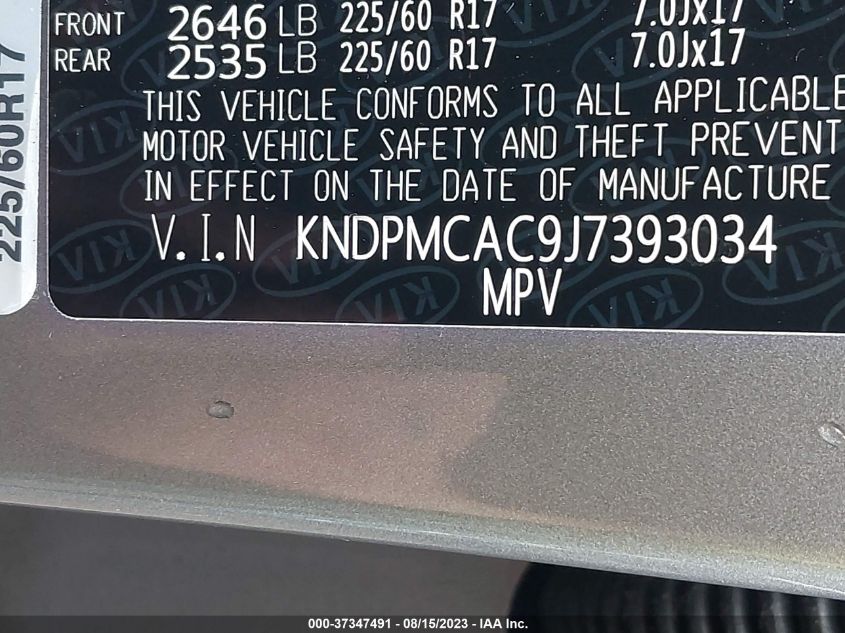 FRONT 2646 LB 225/60 R17 7.0Jx17
REAR 2535 LB 225/60 R17 7.0Jx17
THIS VEHICLE CONFORMS TO ALL APPLICABLE
MOTOR VEHICLE SAFETY AND THEFT PREVENT
IN EFFECT ON THE DATE OF MANUFACTURE
V.I.N KNDPMCAC9J7393034
MPV
225/60R17
000-37347491 - 08/15/2023 - IAA Inc.